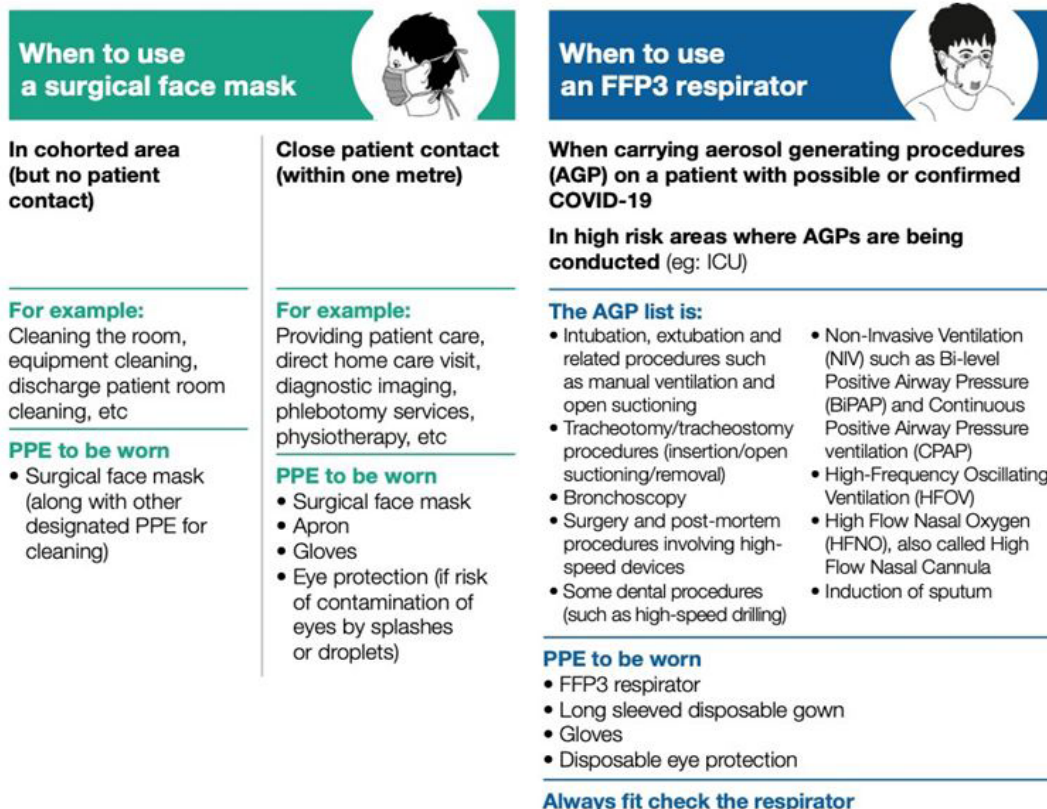 When to use
a surgical face mask
In cohorted area
(but no patient
contact)
For example:
Cleaning the room,
equipment cleaning,
discharge patient room
cleaning, etc
PPE to be worn
• Surgical face mask
(along with other
designated PPE for
cleaning)
Close patient contact
(within one metre)
For example:
Providing patient care,
direct home care visit,
diagnostic imaging,
phlebotomy services,
physiotherapy, etc
PPE to be worn
• Surgical face mask
• Apron
• Gloves
• Eye protection (if risk
of contamination of
eyes by splashes
or droplets)
When to use
an FFP3 respirator
When carrying aerosol generating procedures
(AGP) on a patient with possible or confirmed
COVID-19
In high risk areas where AGPs are being
conducted (eg: ICU)
The AGP list is:
• Intubation, extubation and
related procedures such
as manual ventilation and
open suctioning
• Tracheotomy/tracheostomy
procedures (insertion/open
suctioning/removal)
• Bronchoscopy
• Surgery and post-mortem
procedures involving high-
speed devices
• Some dental procedures
(such as high-speed drilling)
• Non-Invasive Ventilation
(NIV) such as Bi-level
Positive Airway Pressure
(BiPAP) and Continuous
Positive Airway Pressure
ventilation (CPAP)
• High-Frequency Oscillating
Ventilation (HFOV)
• High Flow Nasal Oxygen
(HFNO), also called High
Flow Nasal Cannula
• Induction of sputum
PPE to be worn
• FFP3 respirator
• Long sleeved disposable gown
• Gloves
• Disposable eye protection
Always fit check the respirator